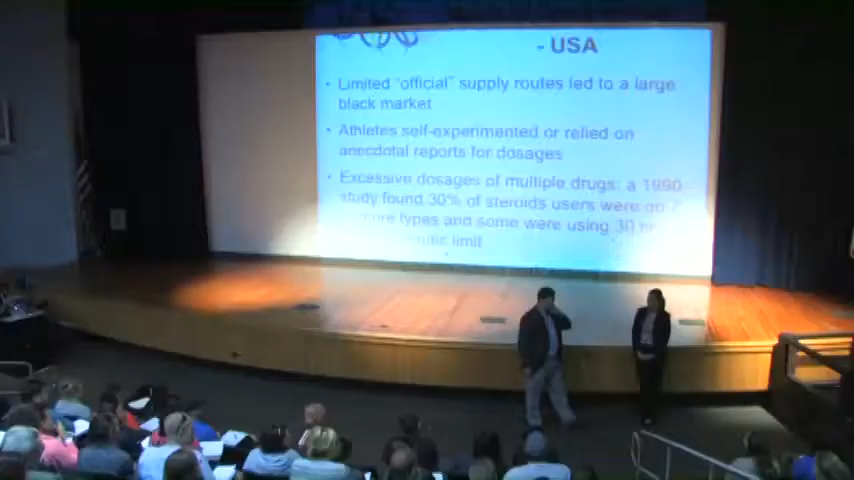 - USA
• Limited "official" supply routes led to a large
black market
• Athletes self-experimented or relied on
anecdotal reports for dosages
• Excessive dosages of multiple drugs: a 1990
study found 30% of steroids users were on
types and some were using 30
limit